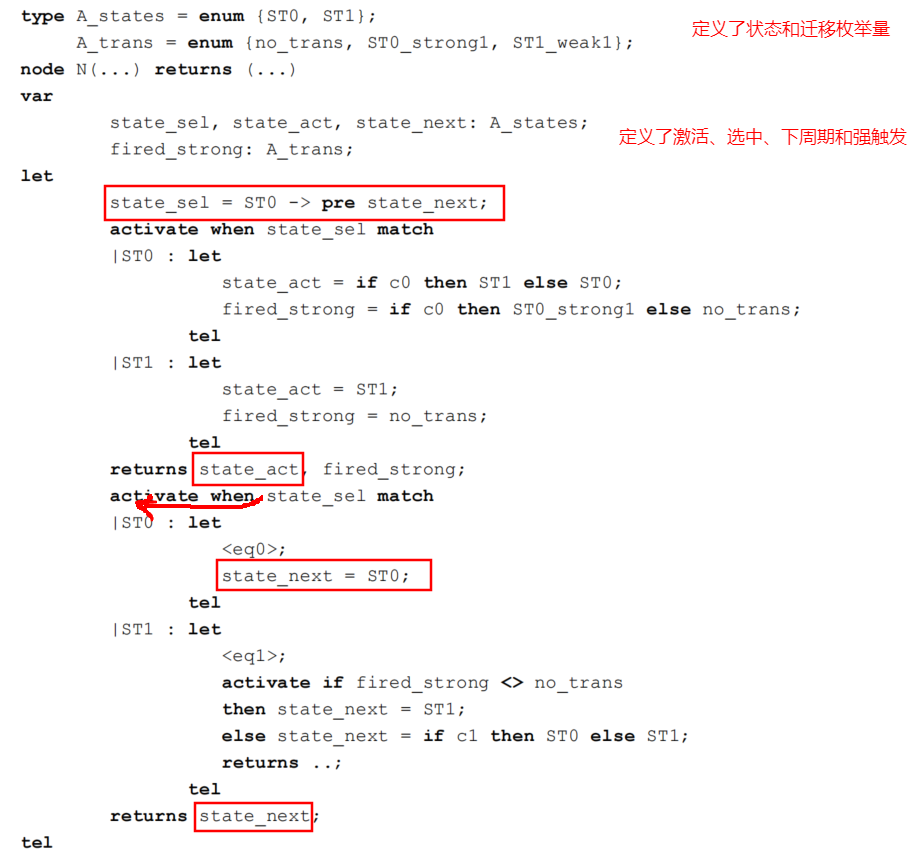 type A_states = enum {ST0, ST1};
定义了状态和迁移枚举量
A_trans = enum {no_trans, ST0_strong1, ST1_weak1};
node N(...) returns (...)
var
state_sel, state_act, state_next: A_states;
定义了激活、选中、下周期和强触发
fired_strong: A_trans;
let
state_sel = ST0 -> pre state_next;
activate when state_sel match
|ST0 : let
state_act = if c0 then ST1 else ST0;
fired_strong = if c0 then ST0_strong1 else no_trans;
tel
|ST1 : let
state_act = ST1;
fired_strong = no_trans;
tel
returns state_act, fired_strong;
activate when state_sel match
|ST0 : let
<eq0>;
state_next = ST0;
tel
|ST1 : let
<eq1>;
activate if fired_strong <> no_trans
then state_next = ST1;
else state_next = if c1 then ST0 else ST1;
returns ..;
tel
returns state_next;
tel